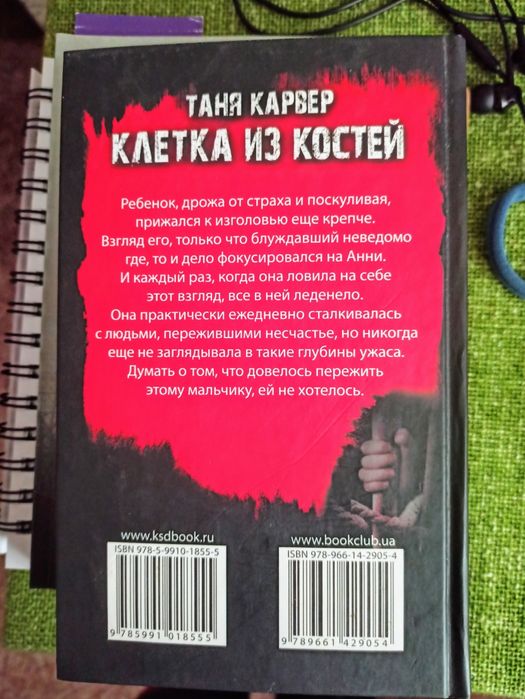 ТАНЯ КАРВЕР
КЛЕТКА ИЗ КОСТЕЙ
Ребенок, дрожа от страха и поскуливая,
прижался к изголовью еще крепче.
Взгляд его, только что блуждавший неведомо
где, то и дело фокусировался на Анни.
И каждый раз, когда она ловила на себе
этот взгляд, все в ней леденело.
Она практически ежедневно сталкивалась
с людьми, пережившими несчастье, но никогда
еще не заглядывала в такие глубины ужаса.
Думать о том, что довелось пережить
этому мальчику, ей не хотелось.
www.ksdbook.ru
ISBN 978-5-9910-1855-5
9 785991 018555
www.bookclub.ua
ISBN 978-966-14-2905-4
9 789661 429054